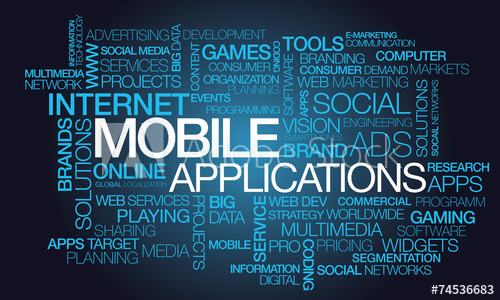 INFORMATION
TECHNOLOGY
ADVERTISING
DEVELOPMENT
TOOLS
E-MARKETING
COMMUNICATION
WWW
SOCIAL MEDIA
SERVICES
PROJECTS
BIG
DATA
CONTENT
GAMES
CONSUMER
CODING
BRANDING
COMPUTER
CONSUMER DEMAND MARKETS
MULTIMEDIA
NETWORK
ORGANIZATION
PLANNING
SOFTWARE
WEB MARKETING
APPS
INTERNET
EVENTS
PROGRAMMING
SOCIAL
SOLUTIONS
SOCIAL NETWORKS
BRANDS
SOLUTIONS
MOBILE
VISION
ENGINEERING
BRAND
ADS
ONLINE
GLOBAL LOCALIZATION
APPLICATIONS
RESEARCH
APPS
WEB SERVICES
PLAYING
SHARING
PROJECTS
BIG
DATA
SERVICE
WEB DEV
COMMERCIAL
PROGRAMM
STRATEGY WORLDWIDE
GAMING
MULTIMEDIA
SOFTWARE
APPS TARGET
PLANNING
MEDIA
MOBILE
PRO
CODING
PRICING
WIDGETS
SEGMENTATION
INFORMATION
DIGITAL
SOCIAL NETWORKS
#74536683